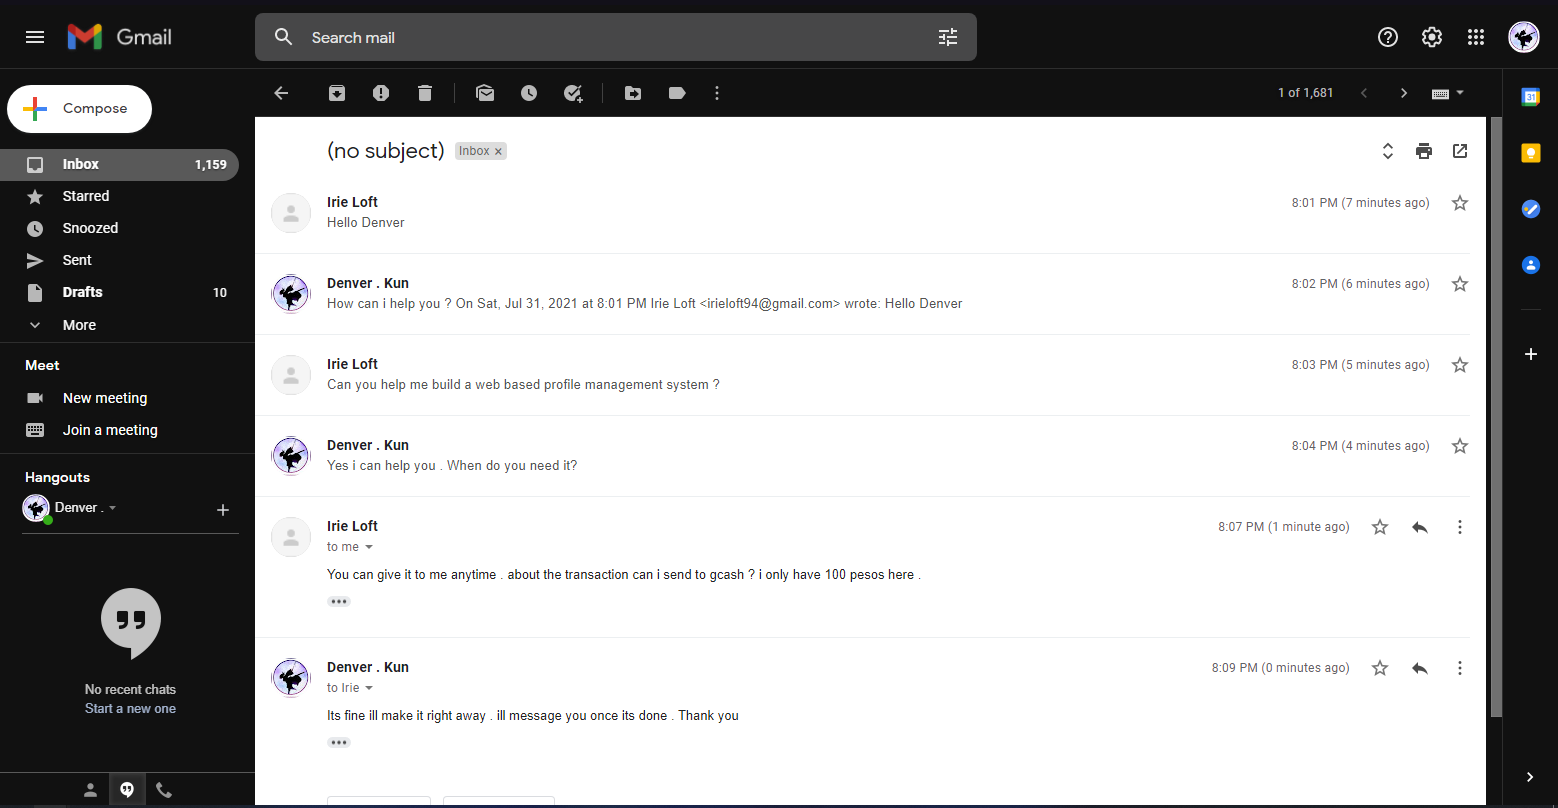 Gmail
Search mail
Compose
1 of 1,681
Inbox 1,159
Starred
Snoozed
Sent
Drafts 10
More
Meet
New meeting
Join a meeting
Hangouts
Denver .
No recent chats
Start a new one
(no subject) Inbox x
Irie Loft 8:01 PM (7 minutes ago)
Hello Denver
Denver . Kun 8:02 PM (6 minutes ago)
How can i help you ? On Sat, Jul 31, 2021 at 8:01 PM Irie Loft <irieloft94@gmail.com> wrote: Hello Denver
Irie Loft 8:03 PM (5 minutes ago)
Can you help me build a web based profile management system ?
Denver . Kun 8:04 PM (4 minutes ago)
Yes i can help you . When do you need it?
Irie Loft 8:07 PM (1 minute ago)
to me
You can give it to me anytime . about the transaction can i send to gcash ? i only have 100 pesos here .
Denver . Kun 8:09 PM (0 minutes ago)
to Irie
Its fine ill make it right away . ill message you once its done . Thank you
31